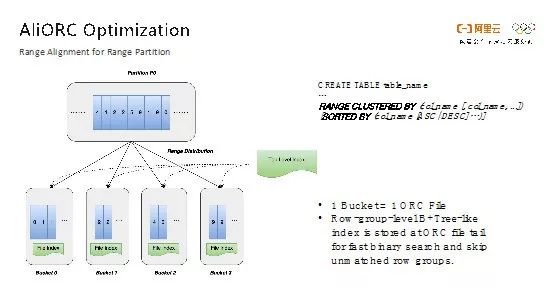 AliORC Optimization
阿里云
Range Alignment for Range Partition
Partition P0
CREATE TABLE table_name
...
RANGE CLUSTERED BY (col_name [, col_name, ...])
[SORTED BY (col_name [ASC | DESC] ...)]
Range Distribution
Top Level Index
File Index
File Index
File Index
File Index
Bucket 0
Bucket 1
Bucket 2
Bucket 3
• 1 Bucket = 1 ORC File
• Row-group-level B+Tree-like
index is stored at ORC file tail
for fast binary search and skip
unmatched row groups.